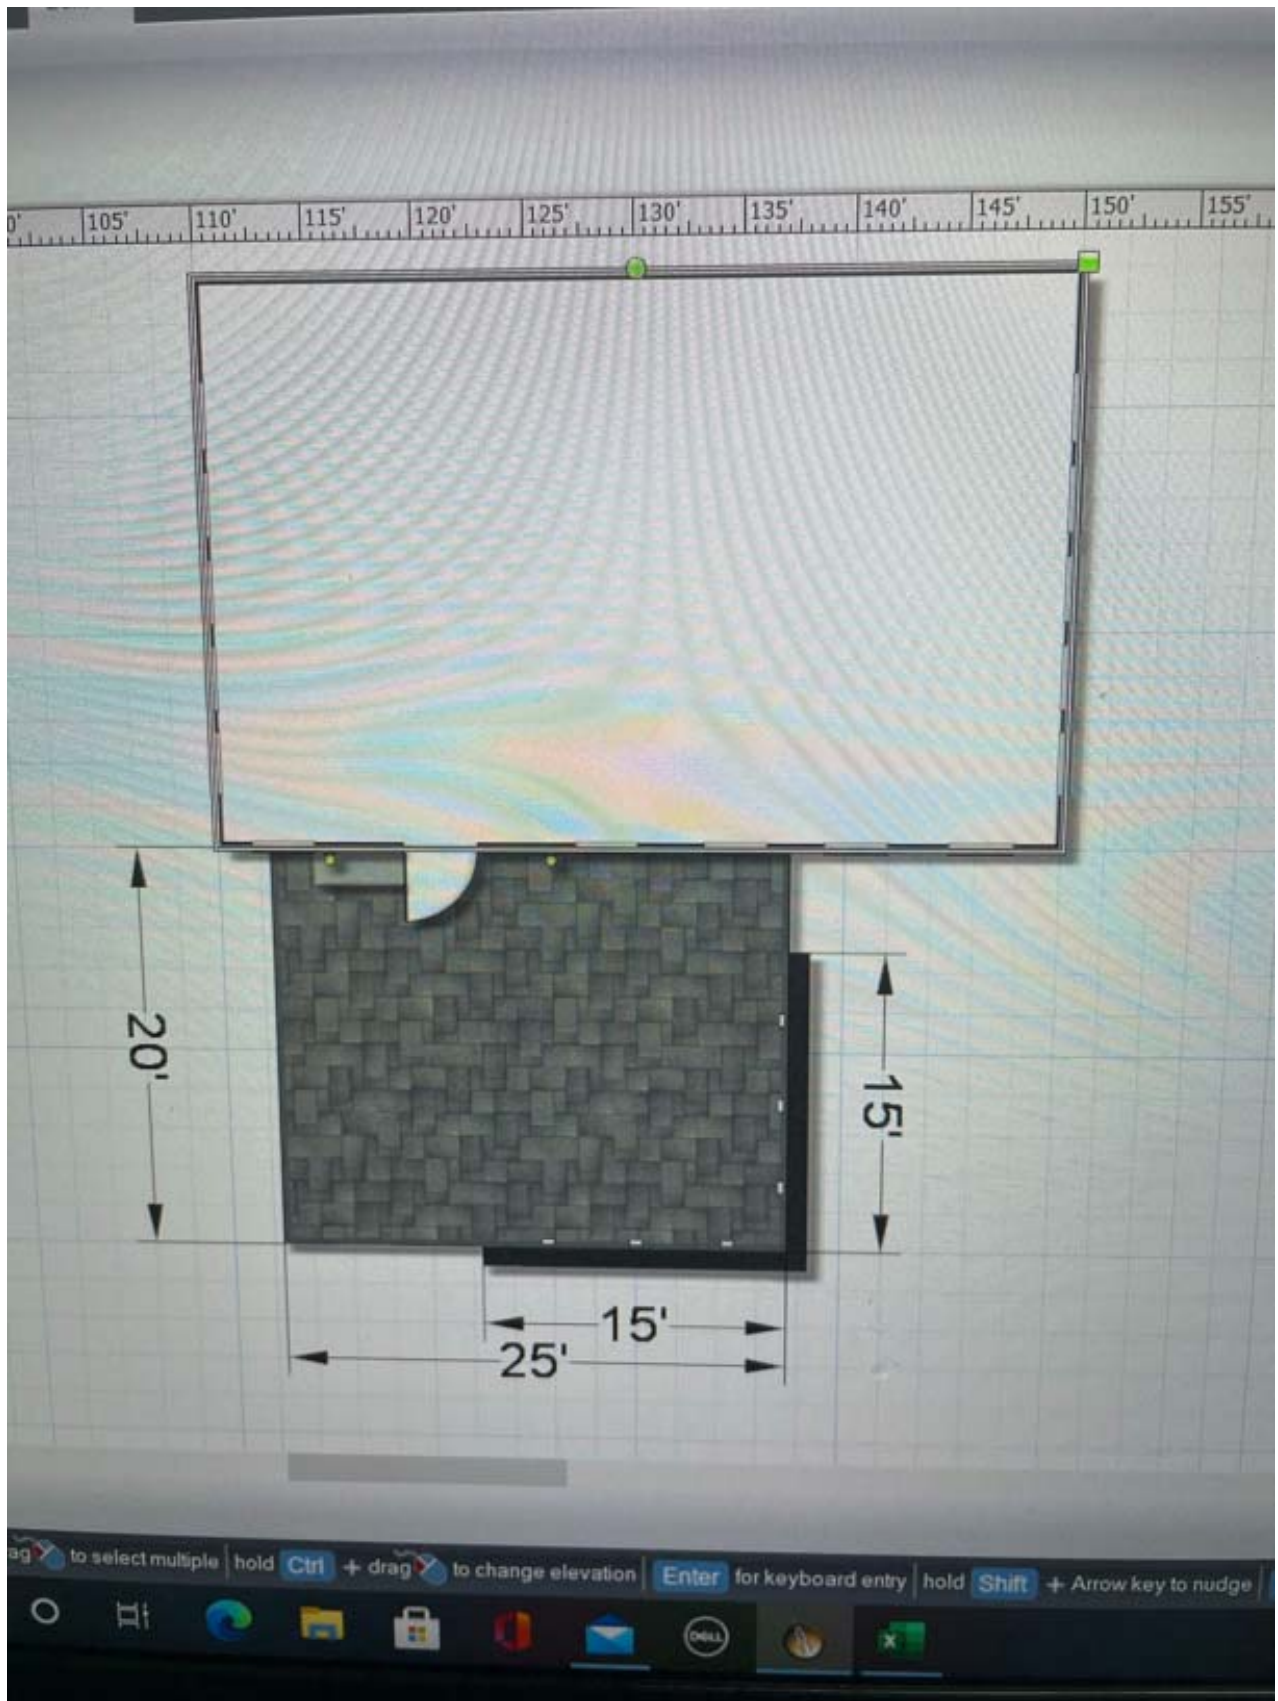 105' 110' 115' 120' 125' 130' 135' 140' 145' 150' 155'
20'
15'
15'
25'
to select multiple hold Ctrl + drag to change elevation Enter for keyboard entry hold Shift + Arrow key to nudge
DELL